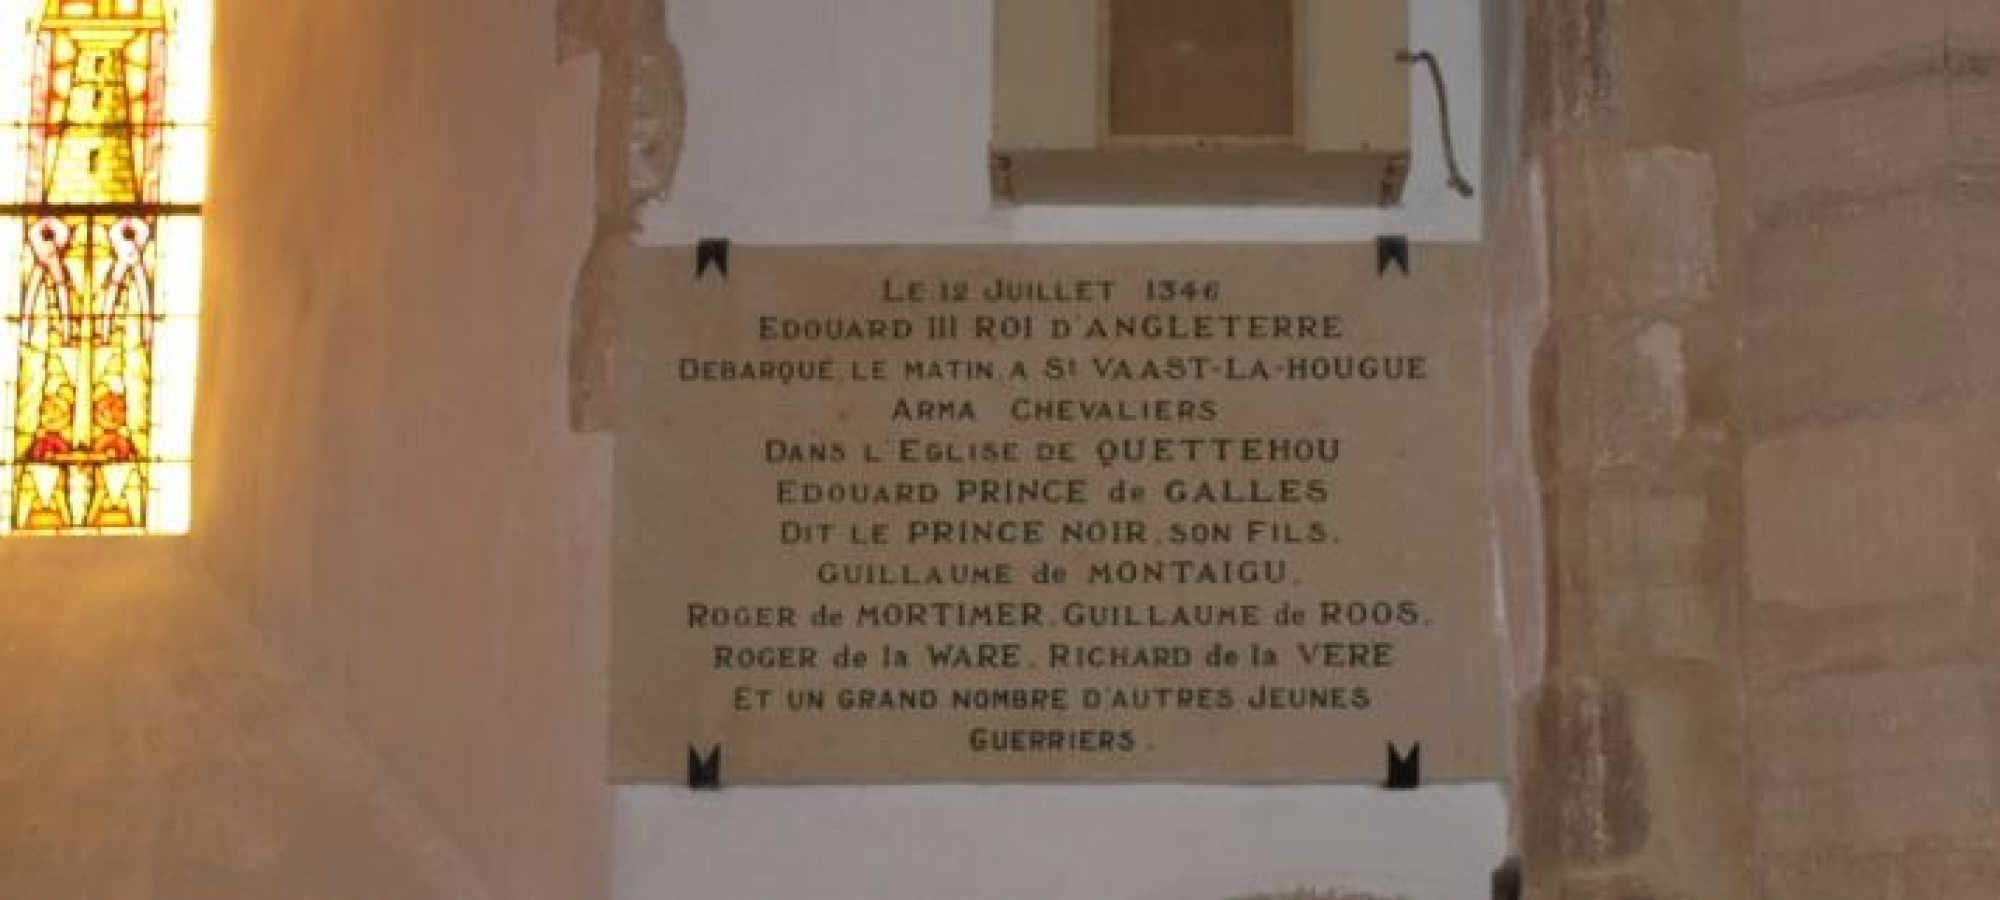 LE 12 JUILLET 1346
EDOUARD III ROI D'ANGLETERRE
DEBARQUÉ, LE MATIN, A St VAAST-LA-HOUGUE
ARMA CHEVALIERS
DANS L'EGLISE DE QUETTEHOU
EDOUARD PRINCE de GALLES
DIT LE PRINCE NOIR, SON FILS,
GUILLAUME de MONTAIGU,
ROGER de MORTIMER, GUILLAUME de ROOS,
ROGER de la WARE, RICHARD de la VERE
ET UN GRAND NOMBRE D'AUTRES JEUNES
GUERRIERS.